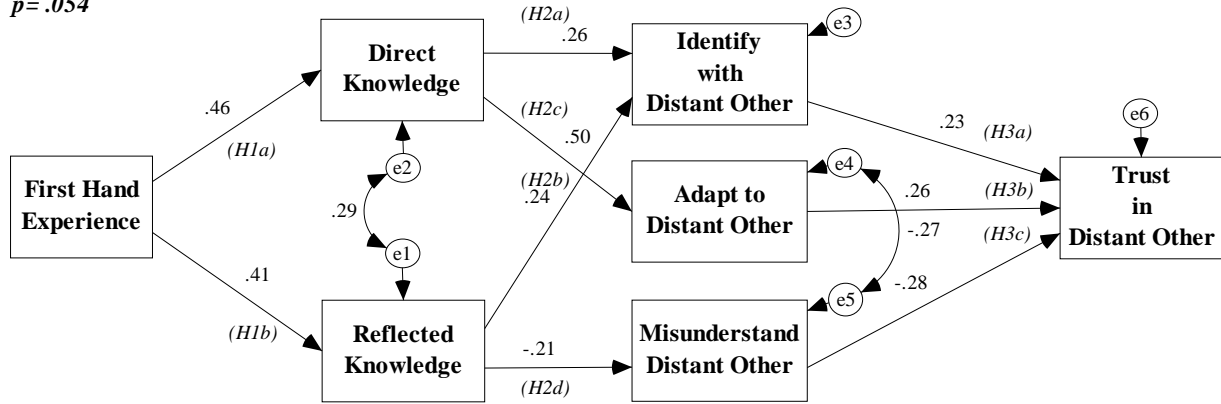 p= .054
(H2a)
.26
e3
Identify
with
Distant Other
Direct
Knowledge
.46
(H1a)
(H2c)
.50
.23
(H3a)
e6
e2
(H2b)
.24
e4
First Hand
Experience
Adapt to
Distant Other
.26
(H3b)
Trust
in
Distant Other
.29
-.27
e1
(H3c)
.41
(H1b)
e5
-.28
Reflected
Knowledge
-.21
(H2d)
Misunderstand
Distant Other